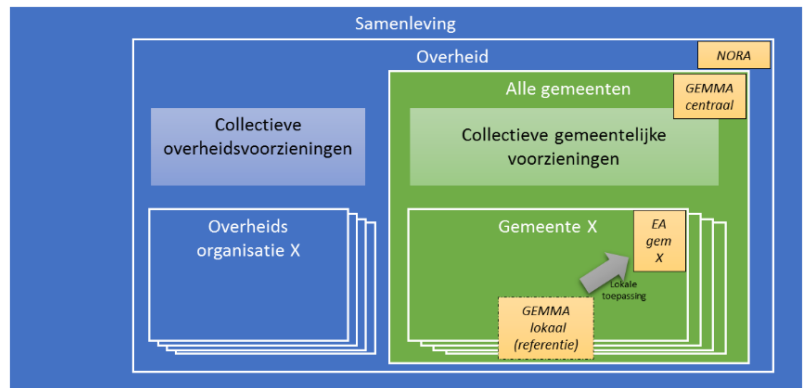 Samenleving
Overheid
NORA
Alle gemeenten
GEMMA
centraal
Collectieve
overheidsvoorzieningen
Collectieve gemeentelijke
voorzieningen
Overheids
organisatie X
Gemeente X
EA
gem
X
Lokale
toepassing
GEMMA
lokaal
(referentie)